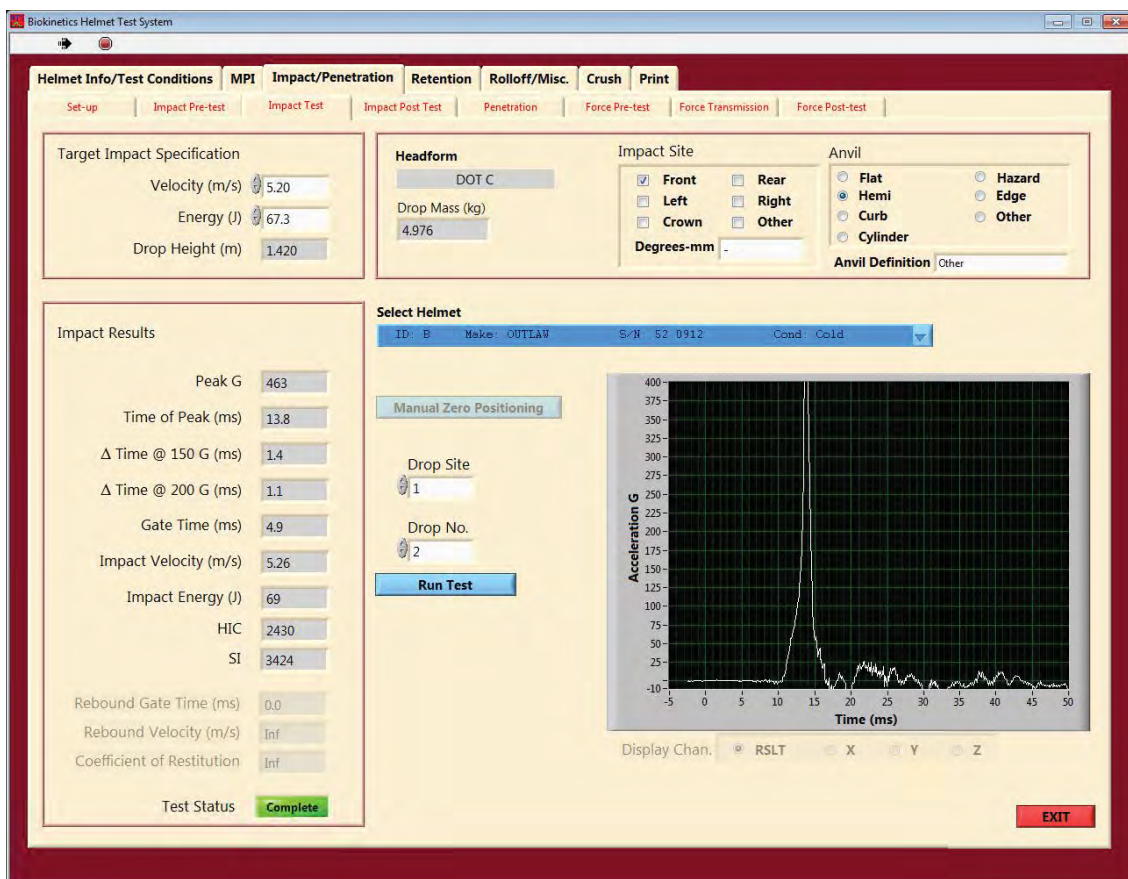 Biokinetics Helmet Test System
Helmet Info/Test Conditions MPI Impact/Penetration Retention Rolloff/Misc. Crush Print
Set-up Impact Pre-test Impact Test Impact Post Test Penetration Force Pre-test Force Transmission Force Post-test
Target Impact Specification
Velocity (m/s) 5.20
Energy (J) 67.3
Drop Height (m) 1.420
Headform
DOT C
Drop Mass (kg)
4.976
Impact Site
Front Rear
Left Right
Crown Other
Degrees-mm -
Anvil
Flat Hazard
Hemi Edge
Curb Other
Cylinder
Anvil Definition Other
Impact Results
Peak G 463
Time of Peak (ms) 13.8
Δ Time @ 150 G (ms) 1.4
Δ Time @ 200 G (ms) 1.1
Gate Time (ms) 4.9
Impact Velocity (m/s) 5.26
Impact Energy (J) 69
HIC 2430
SI 3424
Rebound Gate Time (ms) 0.0
Rebound Velocity (m/s) Inf
Coefficient of Restitution Inf
Test Status Complete
Select Helmet
ID: B Make: OUTLAW S/N 52 0912 Cond: Cold
Manual Zero Positioning
Drop Site
1
Drop No.
2
Run Test
Acceleration G
400
375
350
325
300
275
250
225
200
175
150
125
100
75
50
25
-10
-5 0 5 10 15 20 25 30 35 40 45 50
Time (ms)
Display Chan. RSLT X Y Z
EXIT